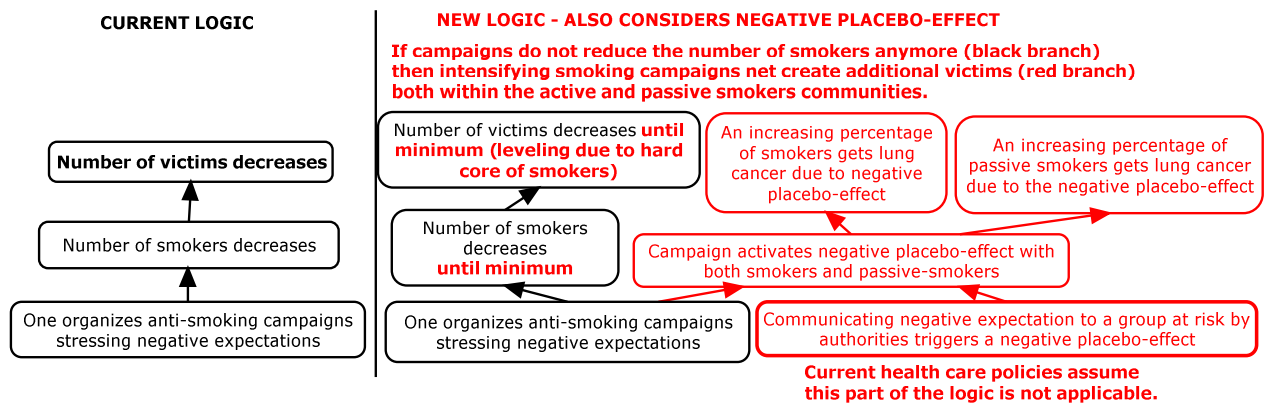 CURRENT LOGIC
Number of victims decreases
Number of smokers decreases
One organizes anti-smoking campaigns
stressing negative expectations
NEW LOGIC - ALSO CONSIDERS NEGATIVE PLACEBO-EFFECT
If campaigns do not reduce the number of smokers anymore (black branch)
then intensifying smoking campaigns net create additional victims (red branch)
both within the active and passive smokers communities.
Number of victims decreases until
minimum (leveling due to hard
core of smokers)
An increasing percentage
of smokers gets lung
cancer due to negative
placebo-effect
An increasing percentage of
passive smokers gets lung cancer
due to the negative placebo-effect
Number of smokers
decreases
until minimum
Campaign activates negative placebo-effect with
both smokers and passive-smokers
One organizes anti-smoking campaigns
stressing negative expectations
Communicating negative expectation to a group at risk by
authorities triggers a negative placebo-effect
Current health care policies assume
this part of the logic is not applicable.